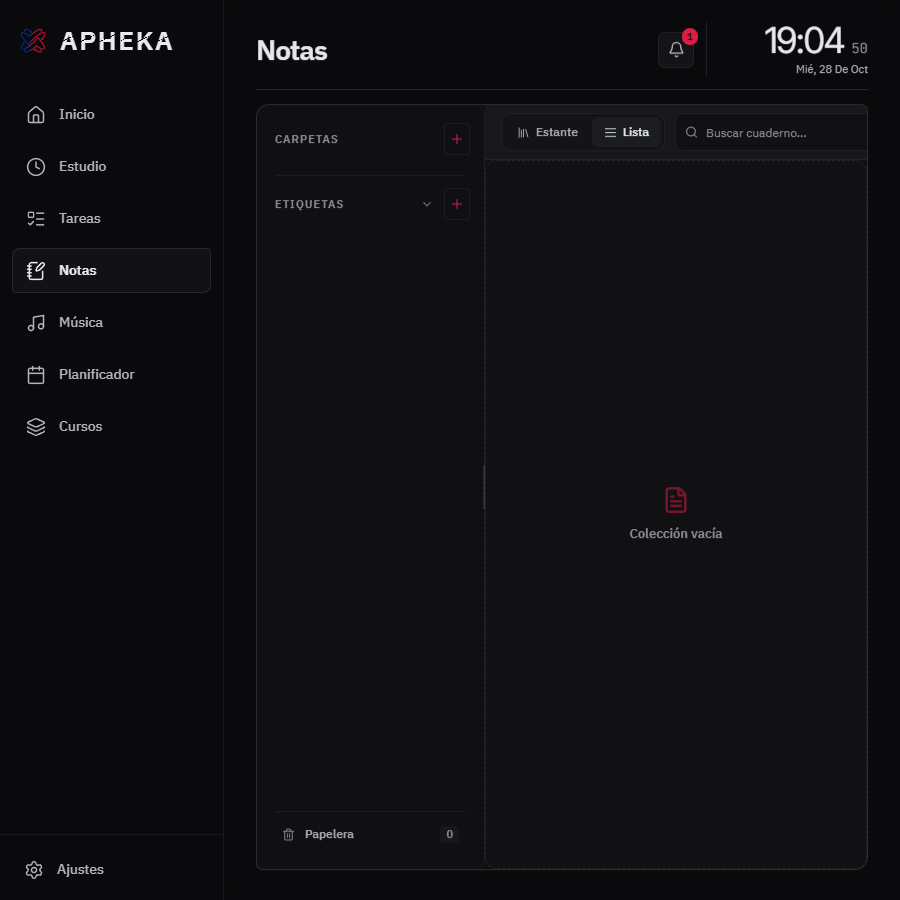 APHEKA
Inicio
Estudio
Tareas
Notas
Música
Planificador
Cursos
Ajustes
Notas
1
19:04 50
Mié, 28 De Oct
CARPETAS
ETIQUETAS
Papelera 0
Estante Lista Buscar cuaderno...
Colección vacía